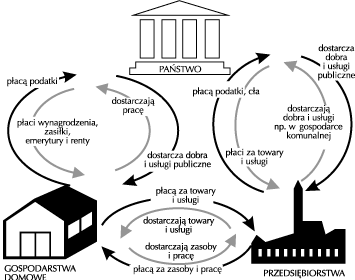 PAŃSTWO
dostarcza
dobra
i usługi
publiczne
płacą podatki
dostarczają
pracę
płacą podatki, cła
dostarczają
dobra i usługi
np. w gospodarce
komunalnej
płaci wynagrodzenia,
zasiłki,
emerytury i renty
płaci za towary
i usługi
dostarcza dobra
i usługi publiczne
płacą za towary
i usługi
dostarczają towary
i usługi
dostarczają zasoby
i pracę
płacą za zasoby i pracę
GOSPODARSTWA
DOMOWE
PRZEDSIĘBIORSTWA